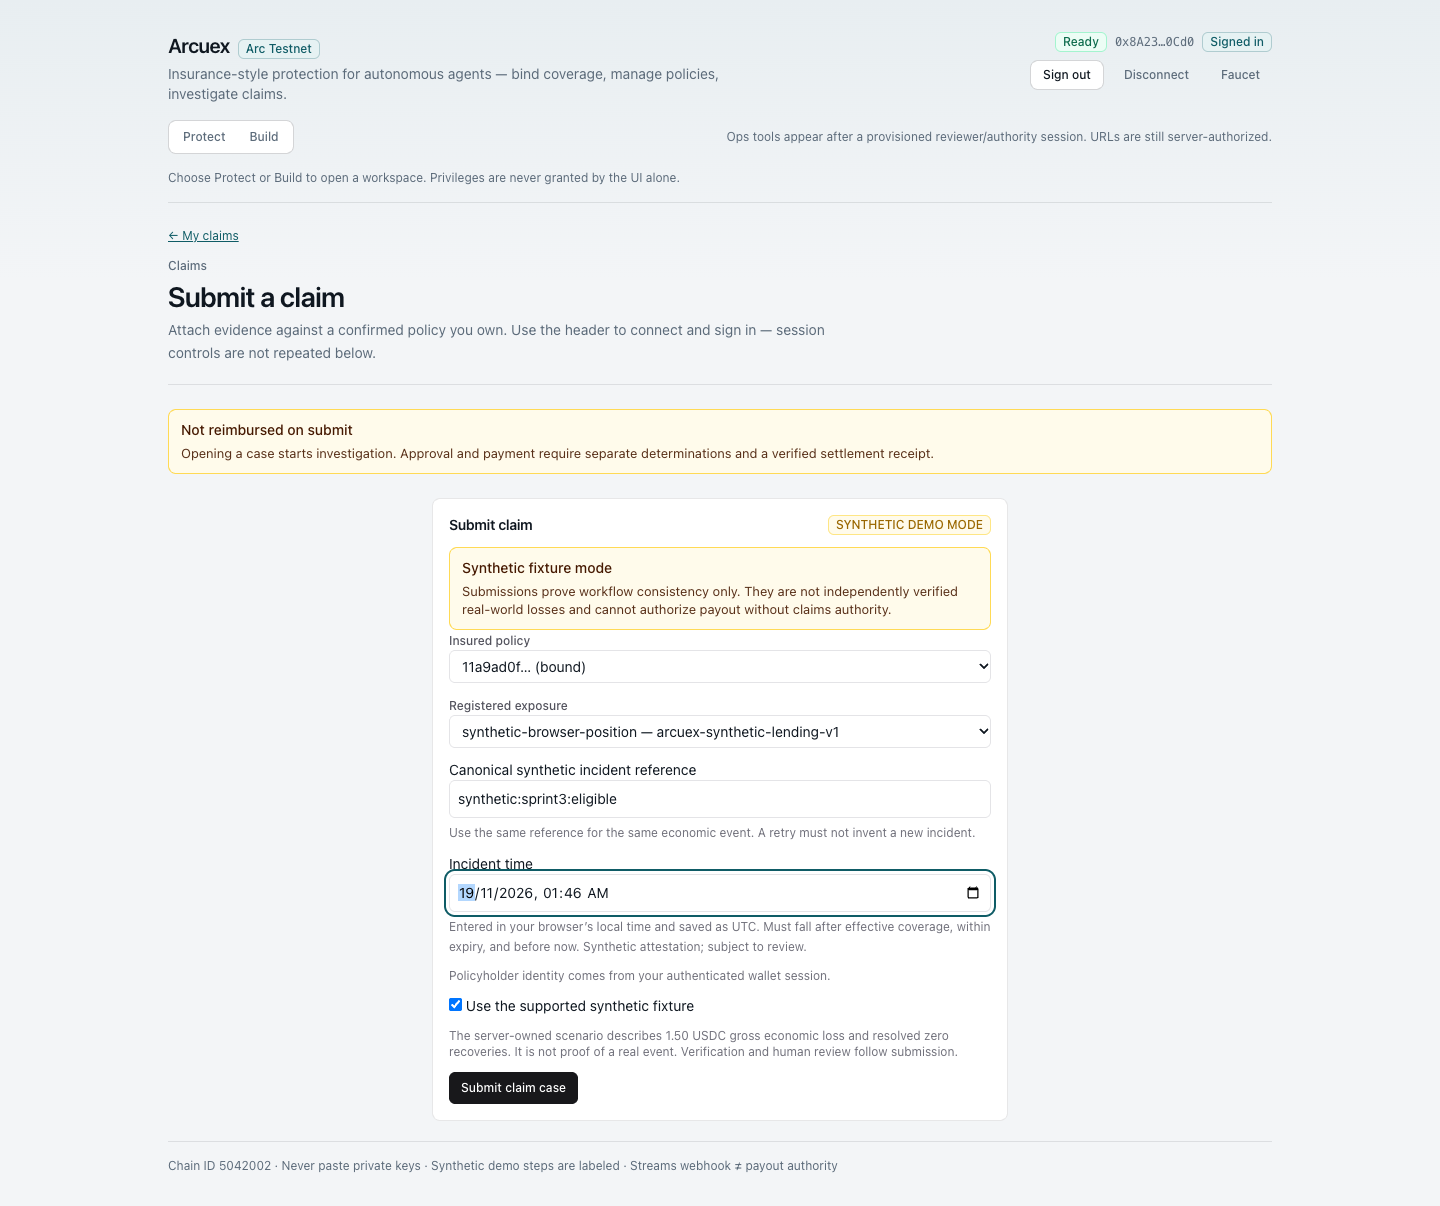 Arcuex Arc Testnet
Ready 0x8A23…0Cd0 Signed in
Insurance-style protection for autonomous agents — bind coverage, manage policies,
investigate claims.
Sign out Disconnect Faucet
Protect Build
Ops tools appear after a provisioned reviewer/authority session. URLs are still server-authorized.
Choose Protect or Build to open a workspace. Privileges are never granted by the UI alone.
← My claims
Claims
Submit a claim
Attach evidence against a confirmed policy you own. Use the header to connect and sign in — session
controls are not repeated below.
Not reimbursed on submit
Opening a case starts investigation. Approval and payment require separate determinations and a verified settlement receipt.
Submit claim
SYNTHETIC DEMO MODE
Synthetic fixture mode
Submissions prove workflow consistency only. They are not independently verified
real-world losses and cannot authorize payout without claims authority.
Insured policy
11a9ad0f... (bound)
Registered exposure
synthetic-browser-position — arcuex-synthetic-lending-v1
Canonical synthetic incident reference
synthetic:sprint3:eligible
Use the same reference for the same economic event. A retry must not invent a new incident.
Incident time
19/11/2026, 01:46 AM
Entered in your browser’s local time and saved as UTC. Must fall after effective coverage, within
expiry, and before now. Synthetic attestation; subject to review.
Policyholder identity comes from your authenticated wallet session.
Use the supported synthetic fixture
The server-owned scenario describes 1.50 USDC gross economic loss and resolved zero
recoveries. It is not proof of a real event. Verification and human review follow submission.
Submit claim case
Chain ID 5042002 · Never paste private keys · Synthetic demo steps are labeled · Streams webhook ≠ payout authority